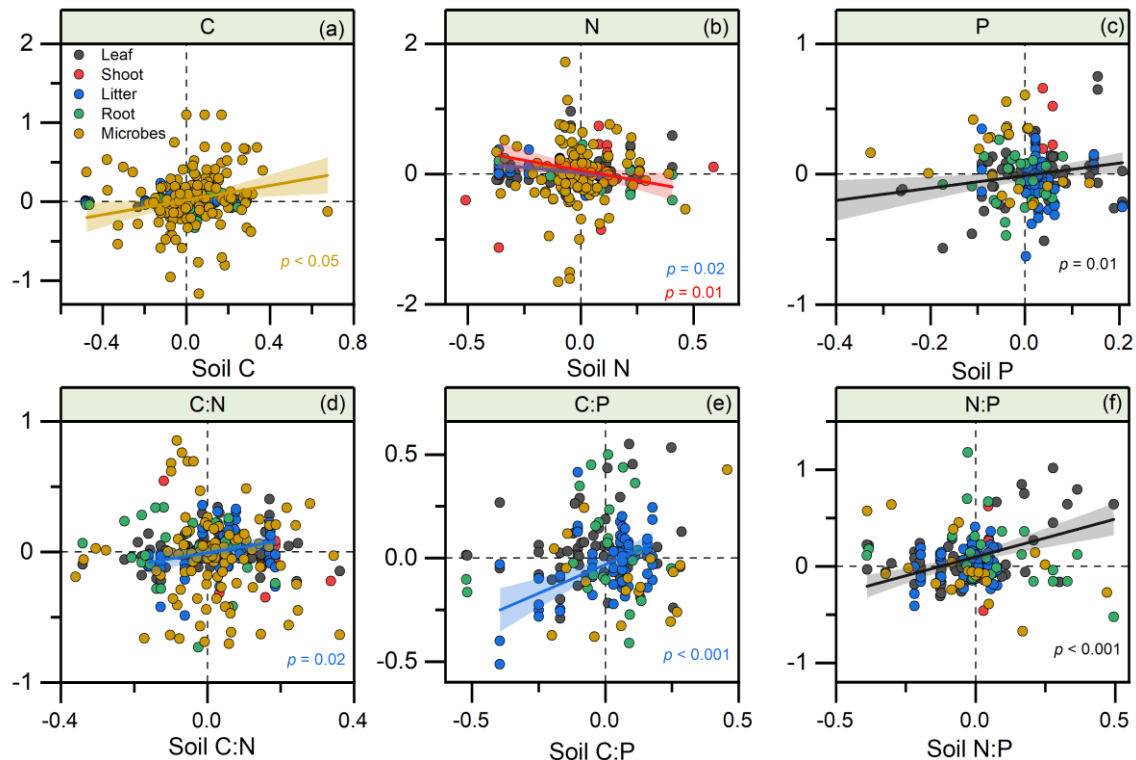 C (a)
2
1
0
-1
Leaf
Shoot
Litter
Root
Microbes
p < 0.05
-0.4 0.0 0.4 0.8
Soil C
N (b)
2
0
-2
p = 0.02
p = 0.01
-0.5 0.0 0.5
Soil N
P (c)
1
0
-1
p = 0.01
-0.4 -0.2 0.0 0.2
Soil P
C:N (d)
1
0
-1
p = 0.02
-0.4 0.0 0.4
Soil C:N
C:P (e)
0.5
0.0
-0.5
p < 0.001
-0.5 0.0 0.5
Soil C:P
N:P (f)
1
0
-1
p < 0.001
-0.5 0.0 0.5
Soil N:P